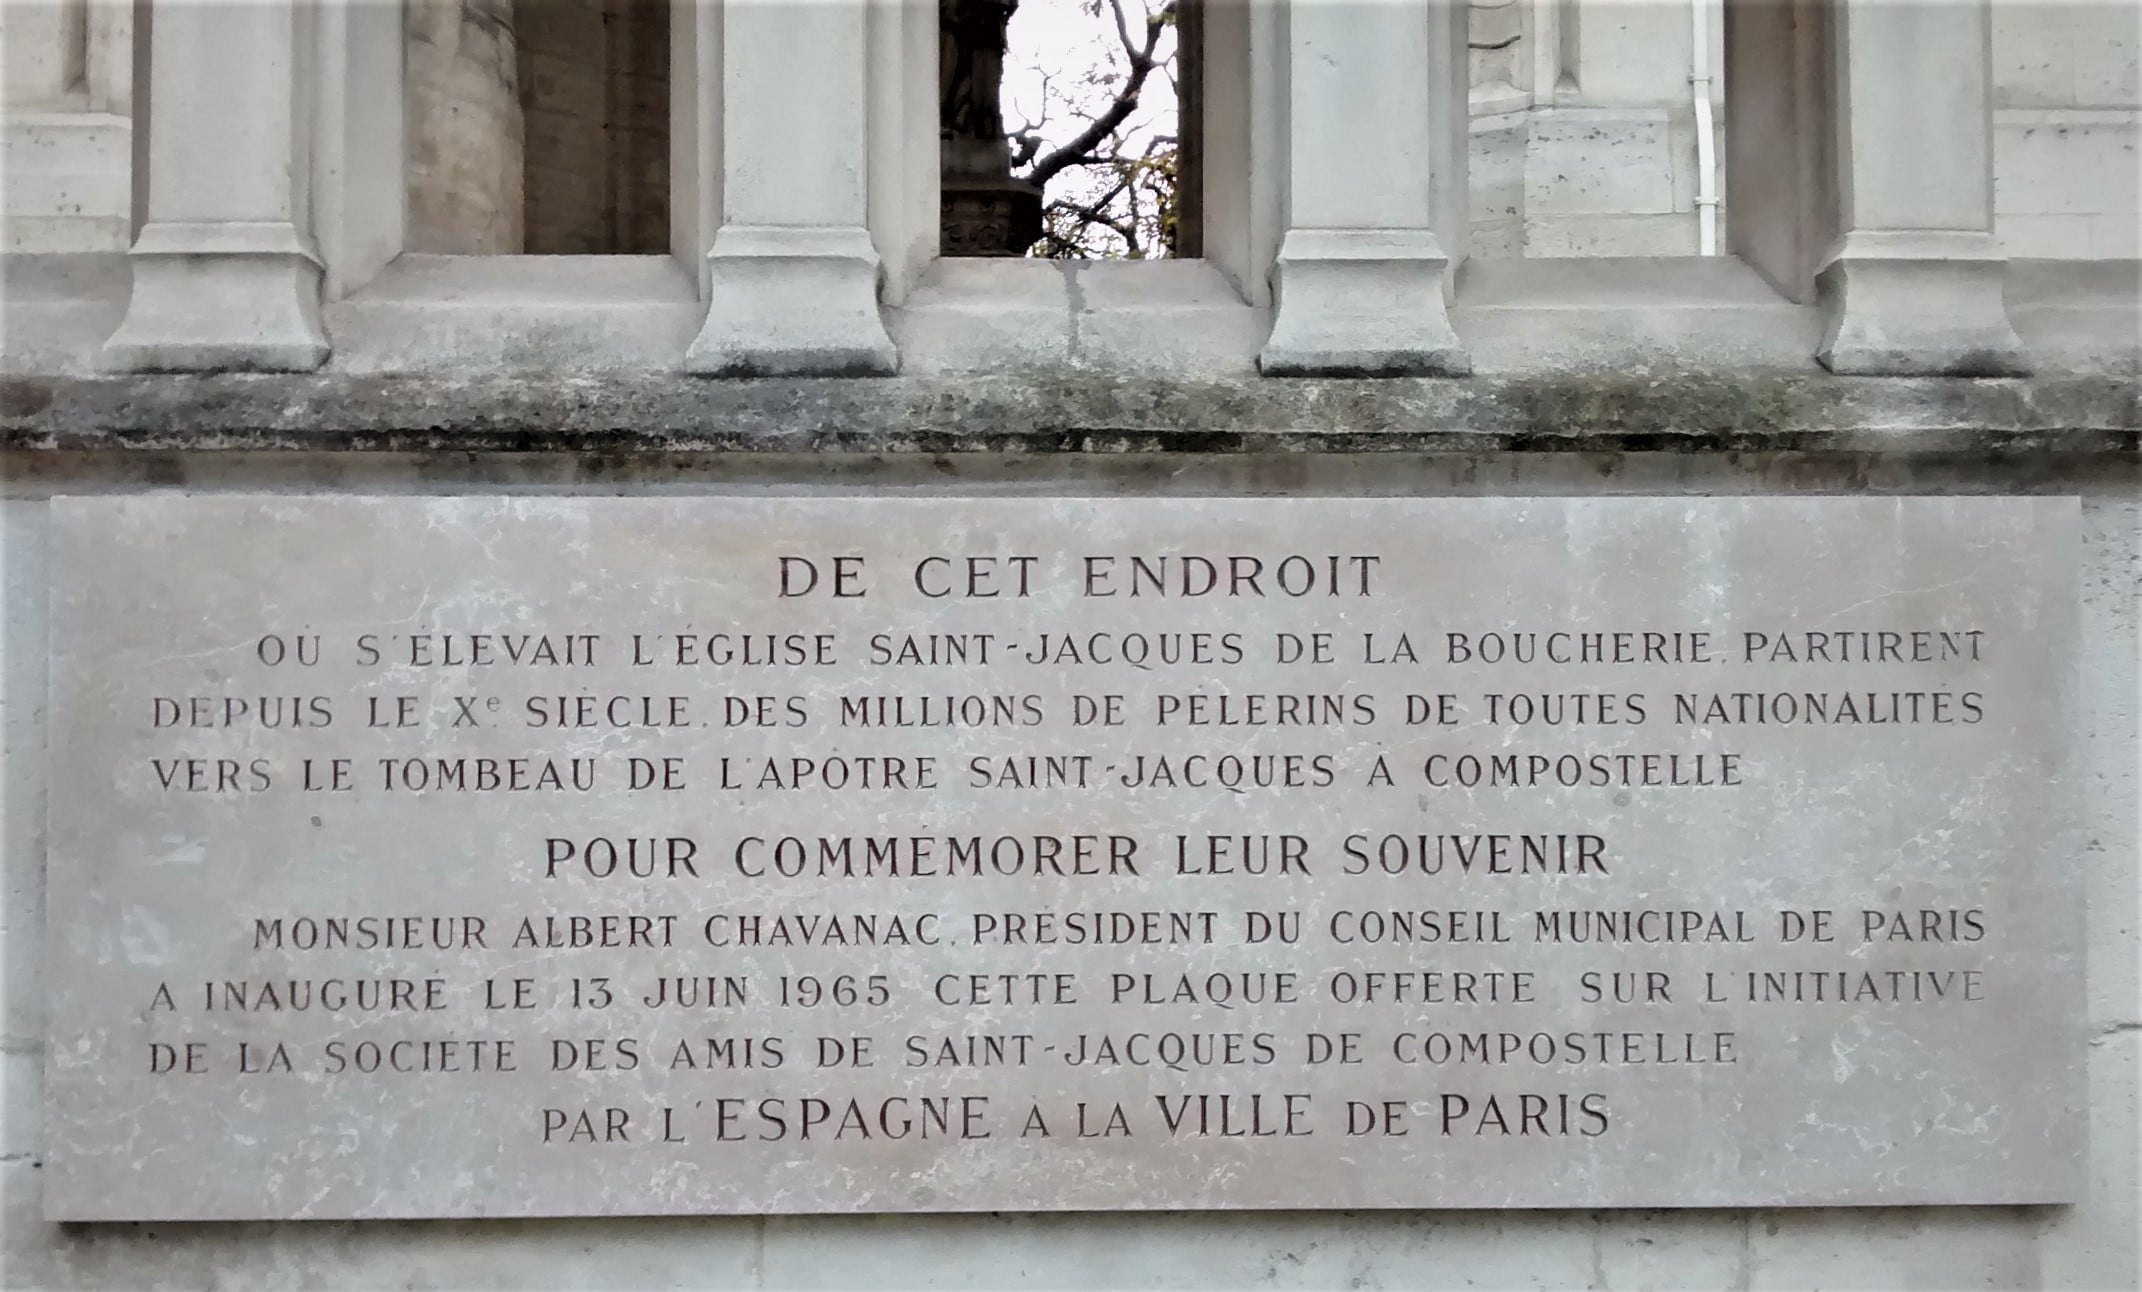 DE CET ENDROIT
OÙ S'ÉLEVAIT L'ÉGLISE SAINT-JACQUES DE LA BOUCHERIE, PARTIRENT
DEPUIS LE Xe SIÈCLE, DES MILLIONS DE PÉLERINS DE TOUTES NATIONALITÉS
VERS LE TOMBEAU DE L'APÔTRE SAINT-JACQUES À COMPOSTELLE
POUR COMMÉMORER LEUR SOUVENIR
MONSIEUR ALBERT CHAVANAC, PRÉSIDENT DU CONSEIL MUNICIPAL DE PARIS
A INAUGURÉ LE 13 JUIN 1965 CETTE PLAQUE OFFERTE SUR L'INITIATIVE
DE LA SOCIÉTÉ DES AMIS DE SAINT-JACQUES DE COMPOSTELLE
PAR L'ESPAGNE À LA VILLE DE PARIS